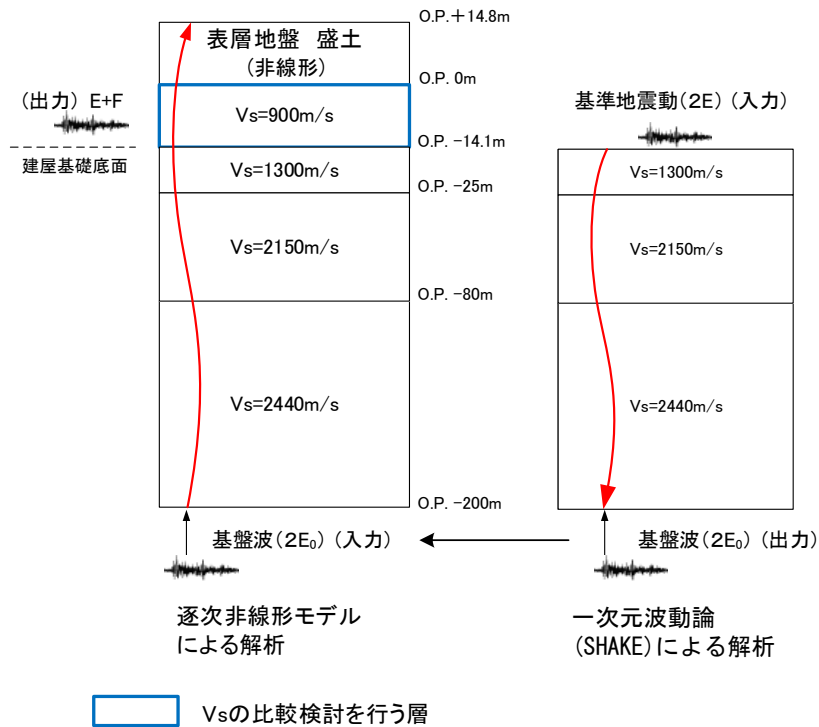 O.P.＋14.8m
表層地盤　盛土
(非線形)
O.P. 0m
(出力) E+F
Vs=900m/s
基準地震動(2E) (入力)
O.P. -14.1m
建屋基礎底面
Vs=1300m/s
Vs=1300m/s
O.P. -25m
Vs=2150m/s
Vs=2150m/s
O.P. -80m
Vs=2440m/s
Vs=2440m/s
O.P. -200m
基盤波(2E₀) (入力)
基盤波(2E₀) (出力)
逐次非線形モデル
による解析
一次元波動論
(SHAKE)による解析
Vsの比較検討を行う層